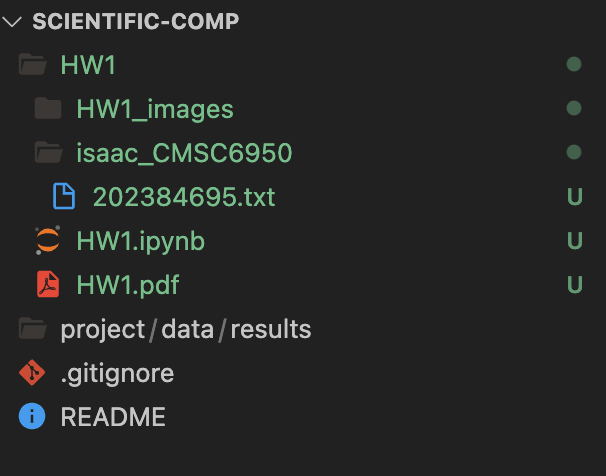 SCIENTIFIC-COMP
HW1
HW1_images
isaac_CMSC6950
202384695.txt U
HW1.ipynb U
HW1.pdf U
project/data/results
.gitignore
README